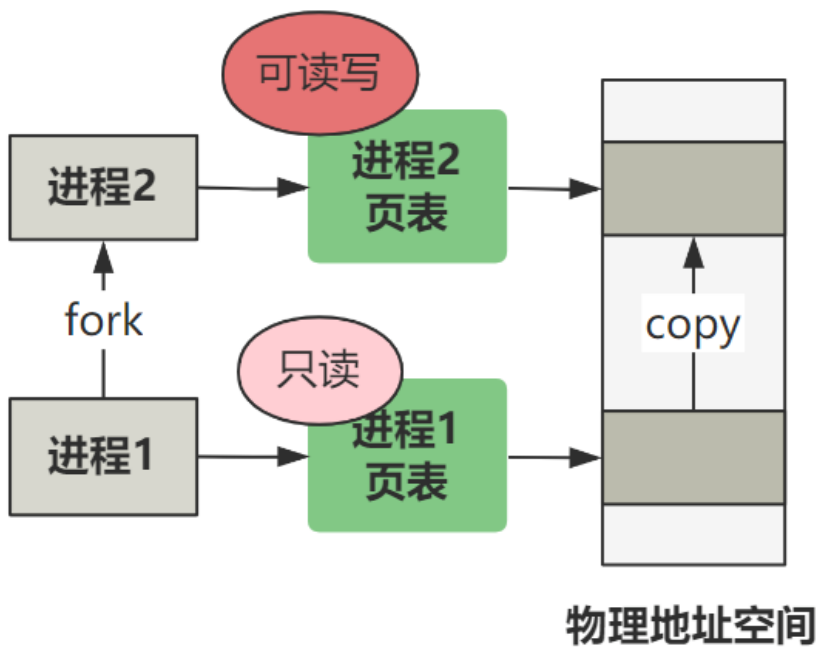 可读写
进程2
进程2
页表
fork
copy
只读
进程1
进程1
页表
物理地址空间